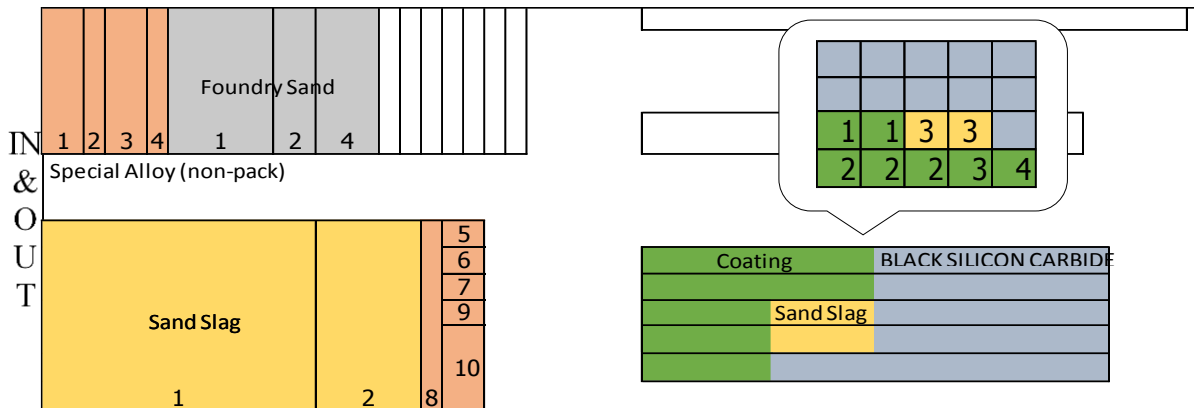 Foundry Sand
1 2 3 4 1 2 4
IN
&
O
U
T
Special Alloy (non-pack)
1 1 3 3
2 2 2 3 4
5
6
7
9
10
Sand Slag
1 2 8
Coating BLACK SILICON CARBIDE
Sand Slag